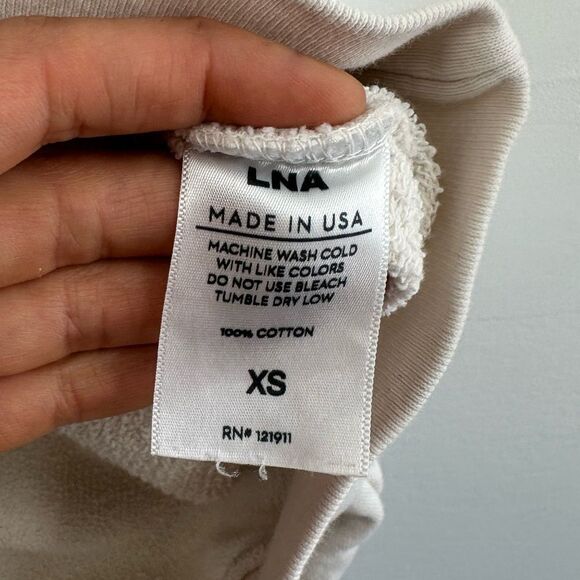 LNA
MADE IN USA
MACHINE WASH COLD
WITH LIKE COLORS
DO NOT USE BLEACH
TUMBLE DRY LOW
100% COTTON
XS
RN# 121911